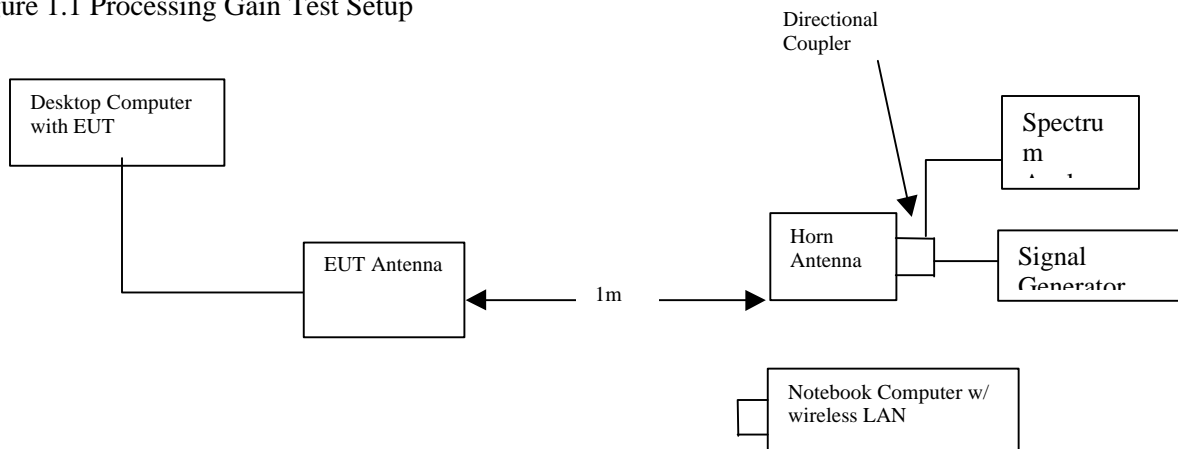 ure 1.1 Processing Gain Test Setup
Directional
Coupler
Desktop Computer
with EUT
Spectru
m
Horn
Antenna
EUT Antenna
Signal
Generator
1m
Notebook Computer w/
wireless LAN